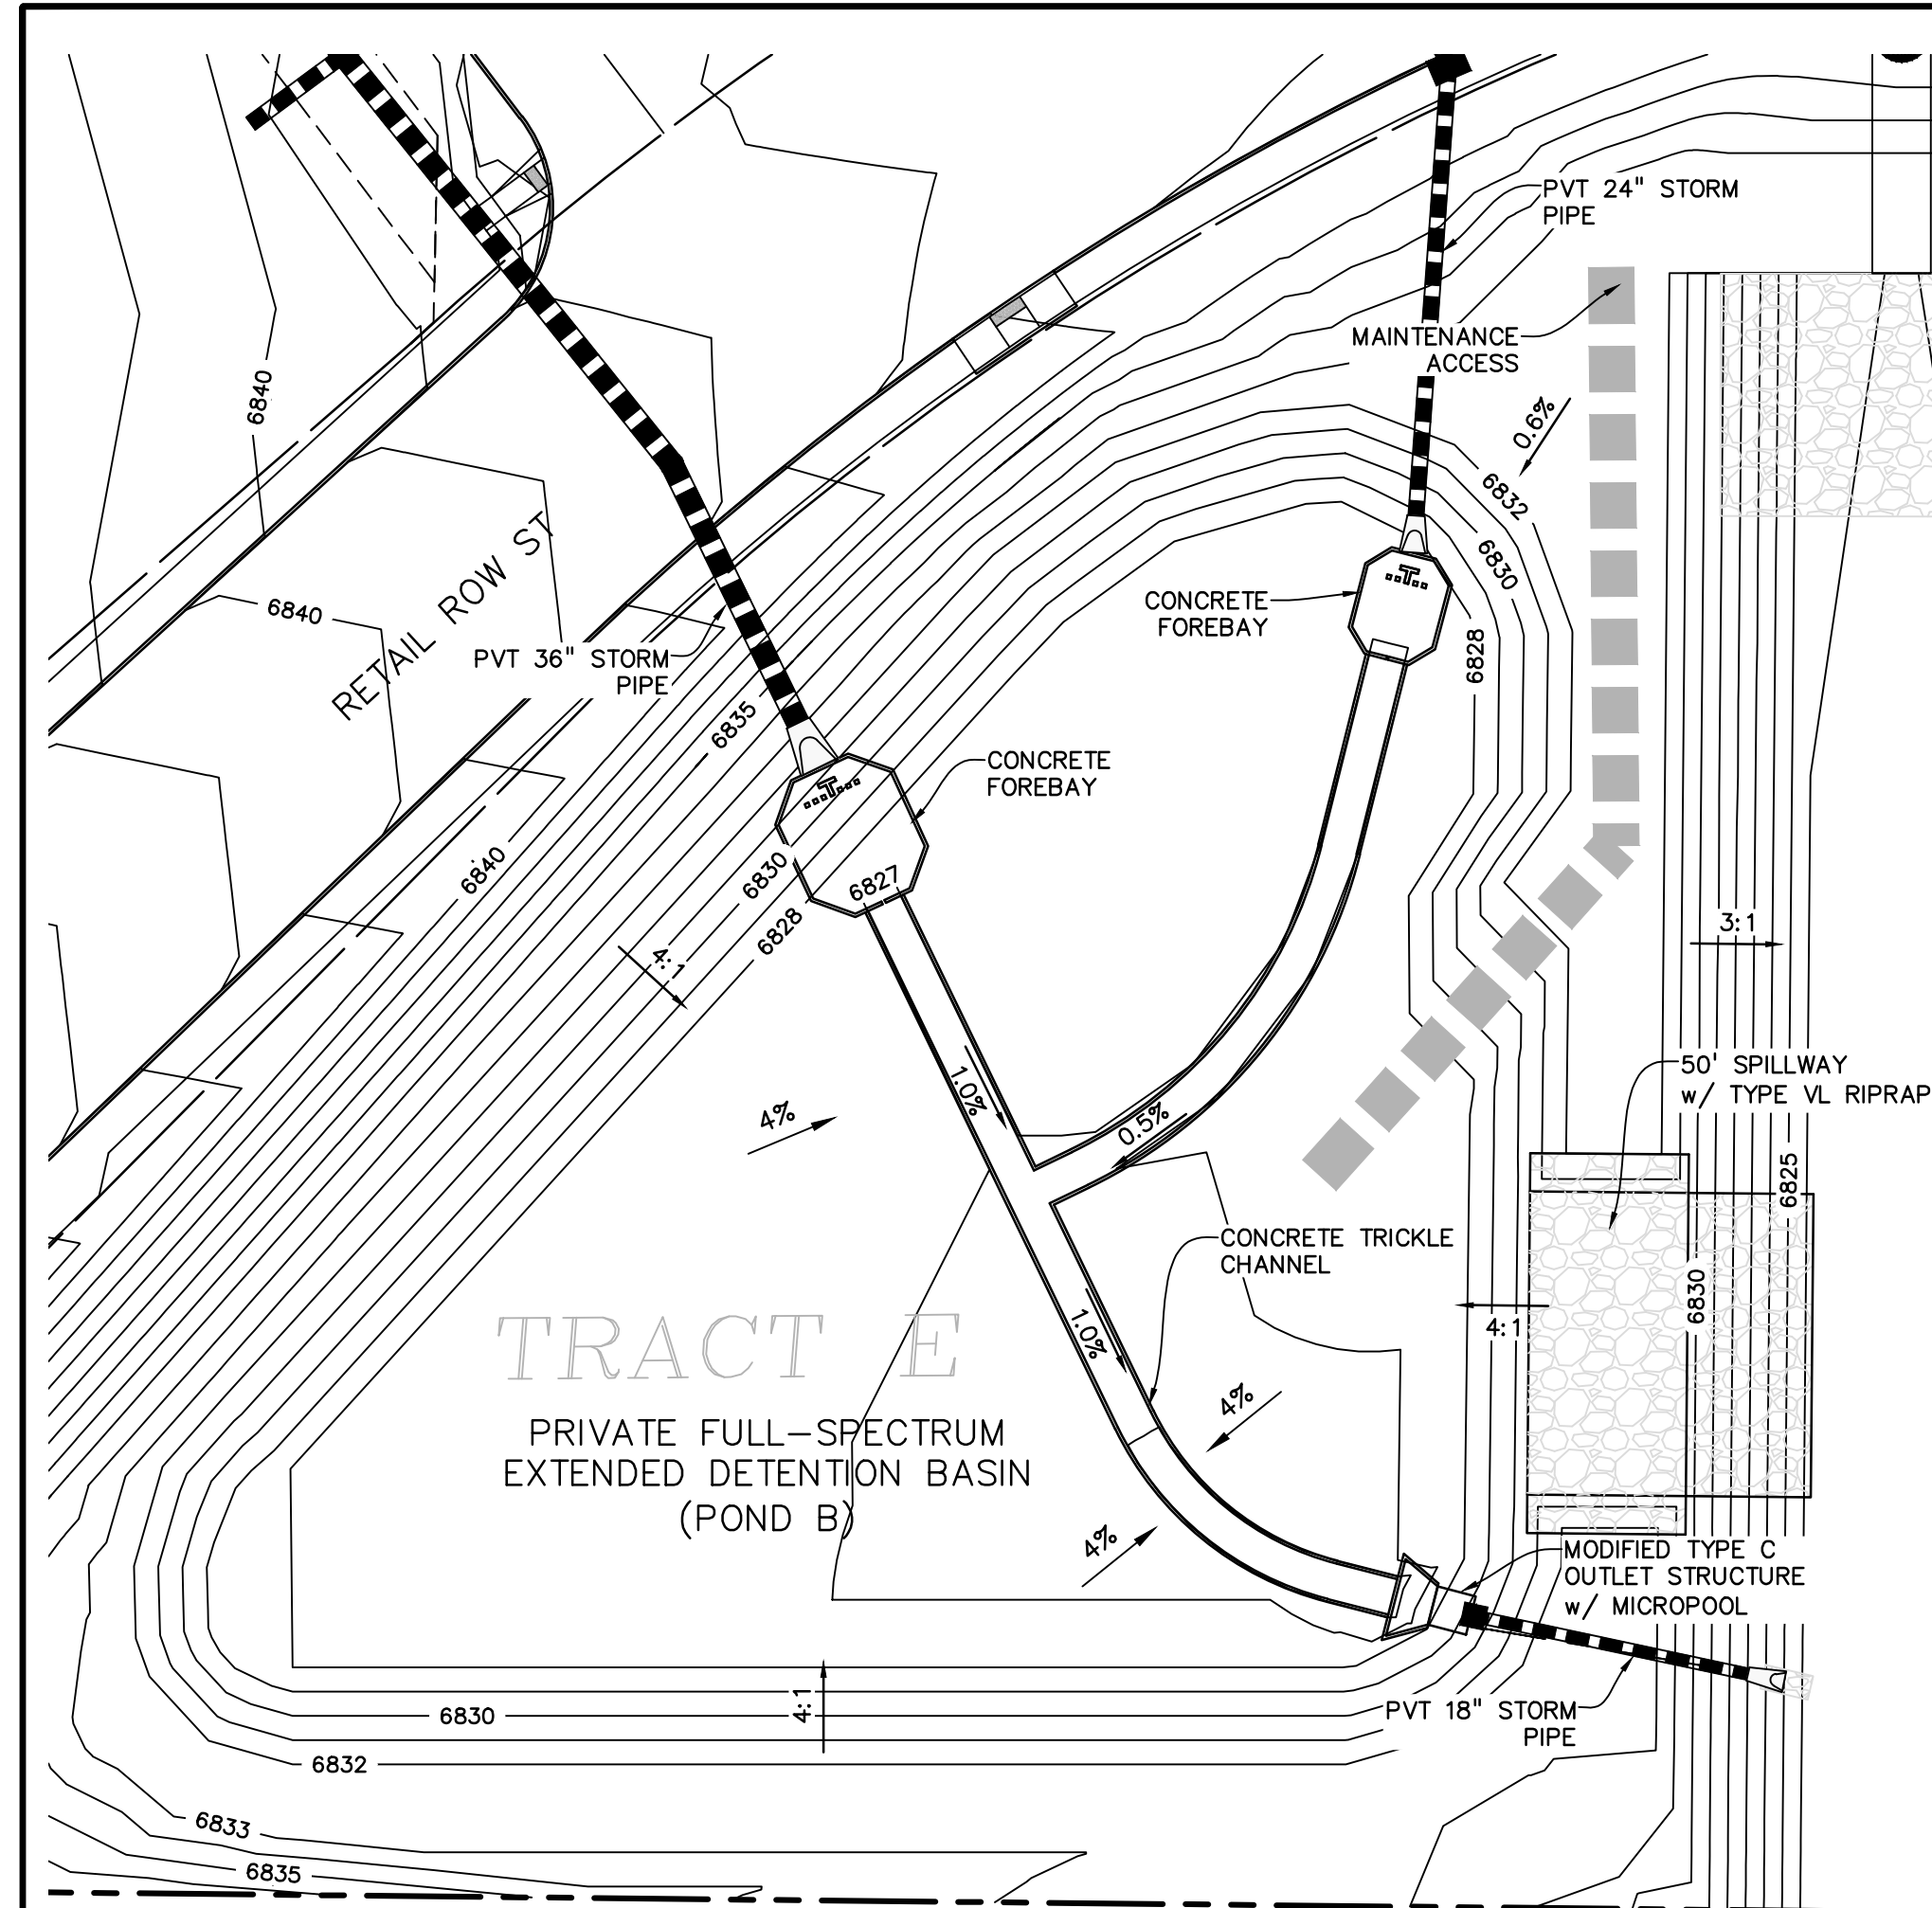 PVT 24" STORM
PIPE
MAINTENANCE
ACCESS
6840
0.6%
6832
6830
RETAIL ROW ST
6840
CONCRETE
FOREBAY
6828
PVT 36" STORM
PIPE
6835
CONCRETE
FOREBAY
6840
6830
6827
6828
3:1
4:1
50' SPILLWAY
w/ TYPE VL RIPRAP
1.0%
4%
0.5%
6825
CONCRETE TRICKLE
CHANNEL
6830
4:1
1.0%
TRACT E
PRIVATE FULL-SPECTRUM
EXTENDED DETENTION BASIN
(POND B)
4%
4%
MODIFIED TYPE C
OUTLET STRUCTURE
w/ MICROPOOL
4:1
6830
PVT 18" STORM
PIPE
6832
6833
6835